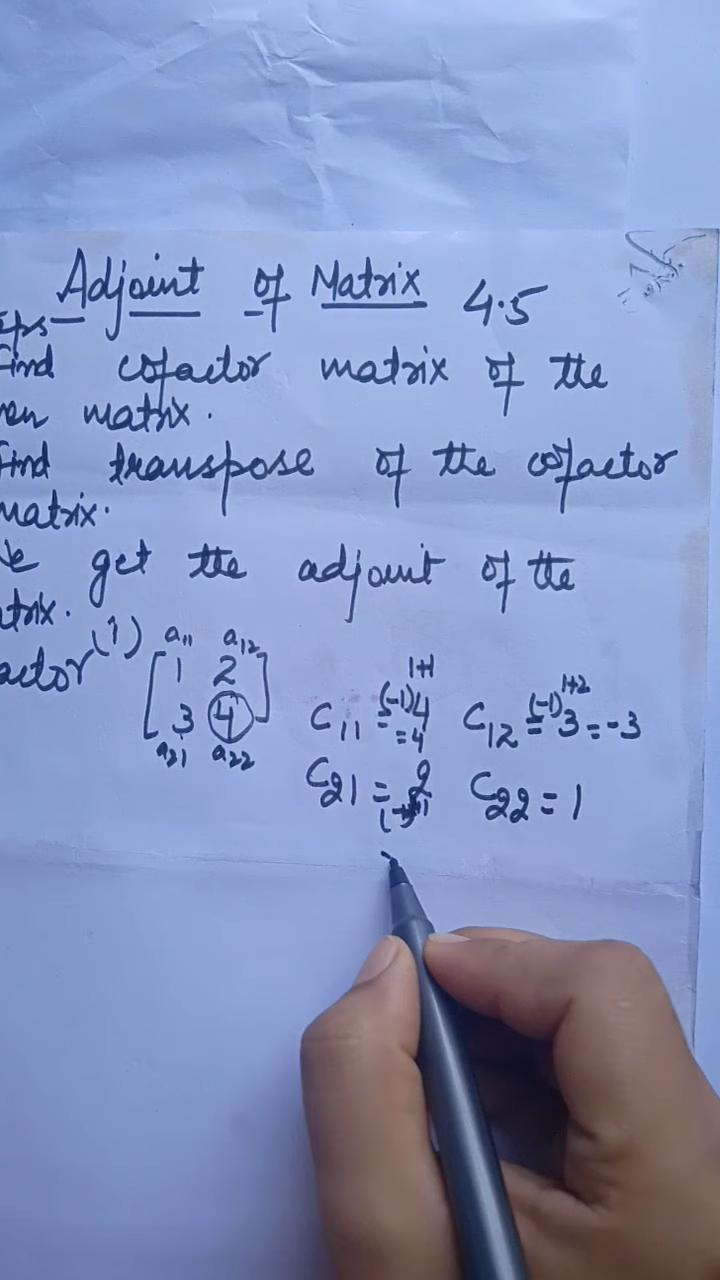 Adjoint of Matrix 4.5
Find cofactor matrix of the
matrix.
Find transpose of the cofactor
matrix.
get the adjoint of the
(1) a11 a12
1 2
3 4
a21 a22
C11 = (-1)1+1 4
= 4
C12 = (-1)1+2 3 = -3
C21 = 2
C22 = 1